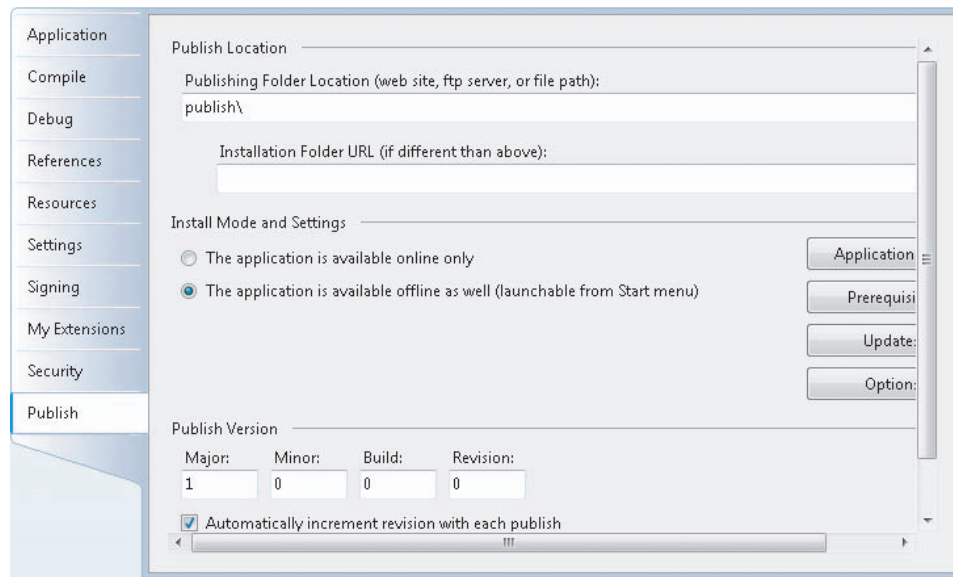 Application
Compile
Debug
References
Resources
Settings
Signing
My Extensions
Security
Publish
Publish Location
Publishing Folder Location (web site, ftp server, or file path):
publish\
Installation Folder URL (if different than above):
Install Mode and Settings
The application is available online only
The application is available offline as well (launchable from Start menu)
Application
Prerequisi
Update
Option
Publish Version
Major: Minor: Build: Revision:
1 0 0 0
Automatically increment revision with each publish